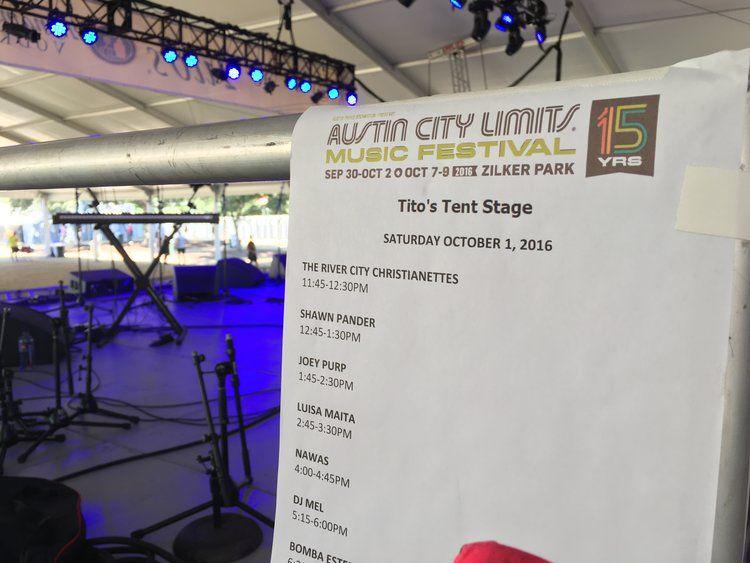 AUSTIN CITY LIMITS
MUSIC FESTIVAL
SEP 30-OCT 2 OCT 7-9 2016 ZILKER PARK
15
YRS
Tito's Tent Stage
SATURDAY OCTOBER 1, 2016
THE RIVER CITY CHRISTIANETTES
11:45-12:30PM
SHAWN PANDER
12:45-1:30PM
JOEY PURP
1:45-2:30PM
LUISA MAITA
2:45-3:30PM
NAWAS
4:00-4:45PM
DJ MEL
5:15-6:00PM
BOMBA